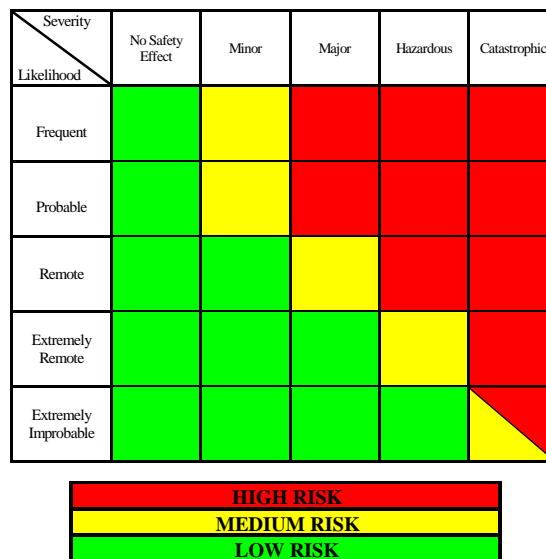 Severity
Likelihood
No Safety
Effect
Minor
Major
Hazardous
Catastrophic
Frequent
Probable
Remote
Extremely
Remote
Extremely
Improbable
HIGH RISK
MEDIUM RISK
LOW RISK